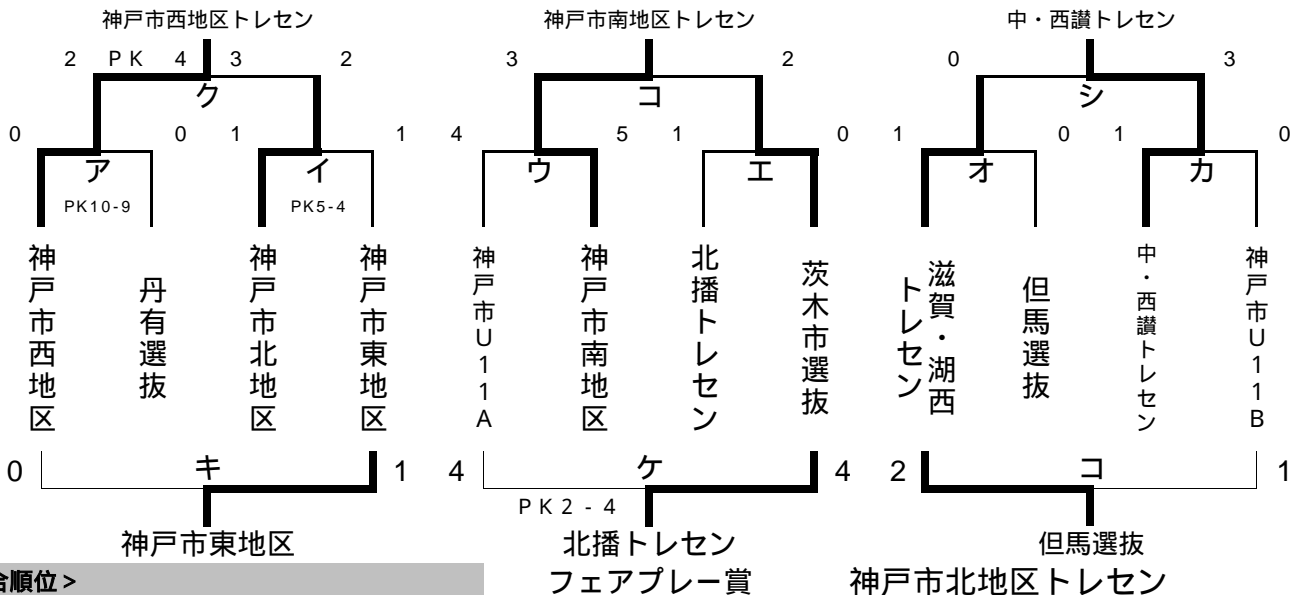 神戸市西地区トレセン 神戸市南地区トレセン 中・西讃トレセン
2 PK 4 3 2 3 2 0 3
ク コ シ
0 0 1 1 4 5 1 0 1 0 1 0
ア イ ウ エ オ カ
PK10-9 PK5-4
神戸市西地区
丹有選抜
神戸市北地区
神戸市東地区
神戸市U11A
神戸市南地区
北播トレセン
茨木市選抜
滋賀・湖西
トレセン
但馬選抜
中・西讃トレセン
神戸市U11B
0 キ 1 4 ケ 4 2 コ 1
PK2-4
神戸市東地区 北播トレセン 但馬選抜
合順位>
フェアプレー賞 神戸市北地区トレセン